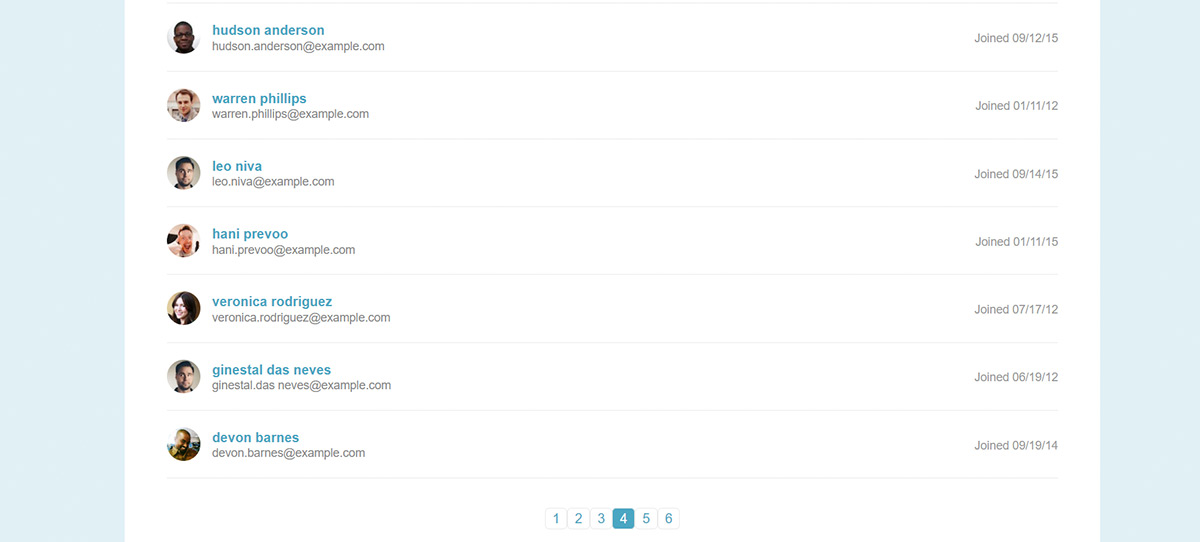 hudson anderson
hudson.anderson@example.com
Joined 09/12/15
warren phillips
warren.phillips@example.com
Joined 01/11/12
leo niva
leo.niva@example.com
Joined 09/14/15
hani prevoo
hani.prevoo@example.com
Joined 01/11/15
veronica rodriguez
veronica.rodriguez@example.com
Joined 07/17/12
ginestal das neves
ginestal.das neves@example.com
Joined 06/19/12
devon barnes
devon.barnes@example.com
Joined 09/19/14
1 2 3 4 5 6